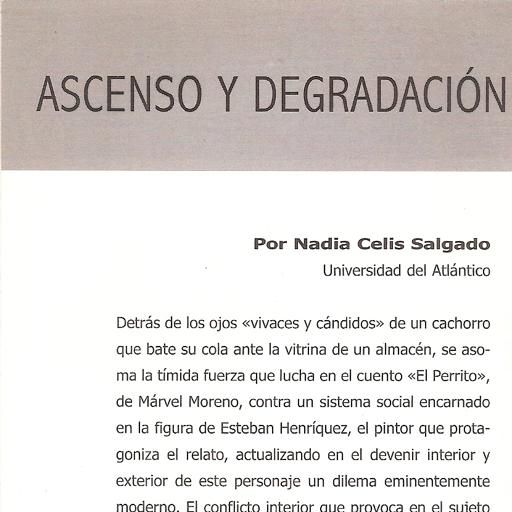 ASCENSO Y DEGRADACIÓN
Por Nadia Celis Salgado
Universidad del Atlántico
Detrás de los ojos «vivaces y cándidos» de un cachorro
que bate su cola ante la vitrina de un almacén, se aso-
ma la tímida fuerza que lucha en el cuento «El Perrito»,
de Márvel Moreno, contra un sistema social encarnado
en la figura de Esteban Henríquez, el pintor que prota-
goniza el relato, actualizando en el devenir interior y
exterior de este personaje un dilema eminentemente
moderno. El conflicto interior que provoca en el sujeto